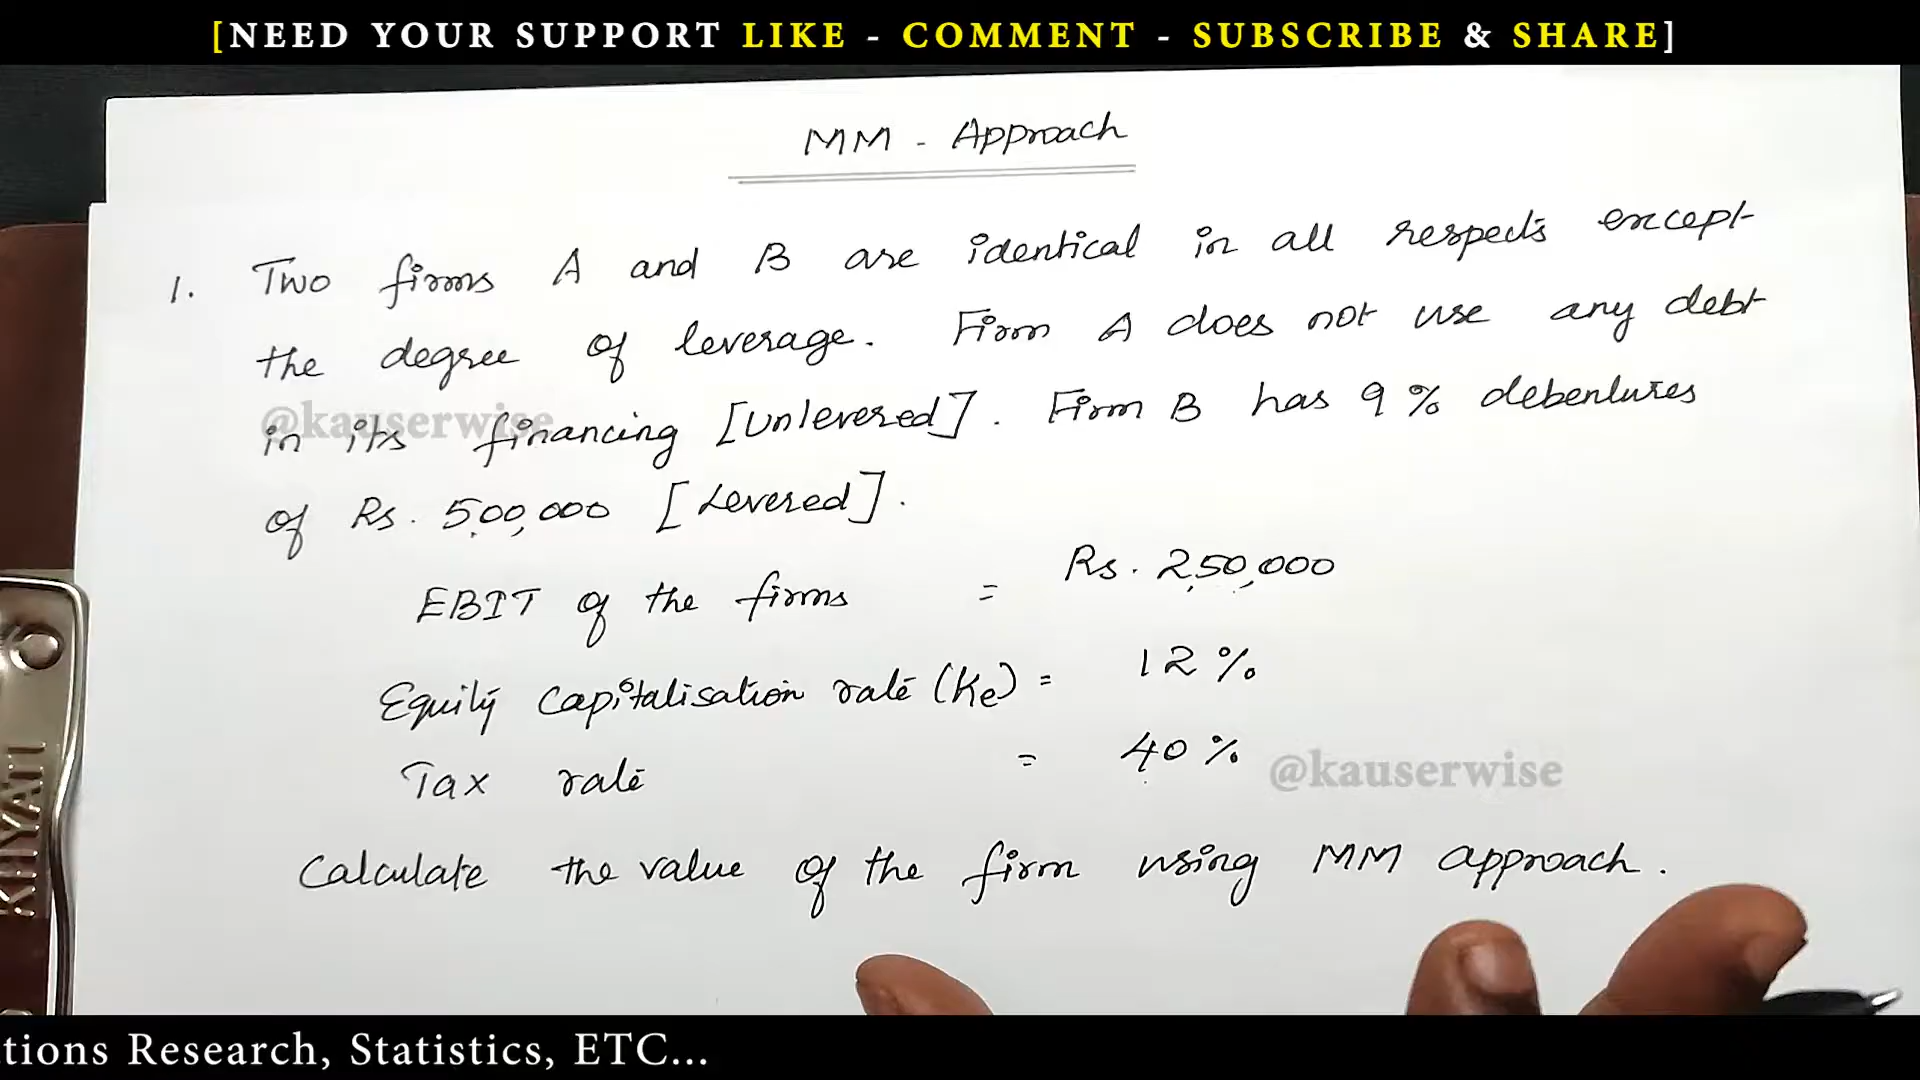 [NEED YOUR SUPPORT LIKE - COMMENT - SUBSCRIBE & SHARE]
MM - Approach
1. Two firms A and B are identical in all respects except
the degree of leverage. Firm A does not use any debt
@kauserwise
in its financing [Unlevered]. Firm B has 9% debentures
of Rs. 5,00,000 [Levered].
EBIT of the firms = Rs. 2,50,000
Equity capitalisation rate (Ke) = 12%
Tax rate = 40%
@kauserwise
Calculate the value of the firm using MM approach.
KEIYATI
tions Research, Statistics, ETC...